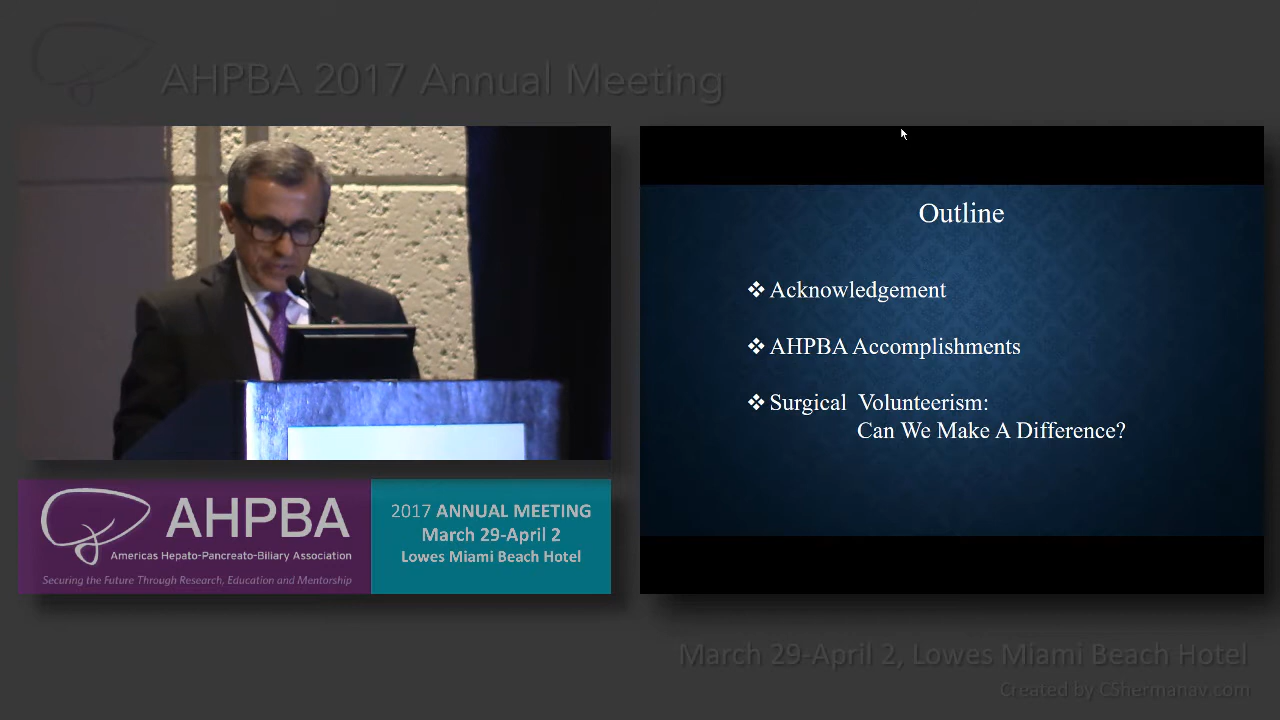 AHPBA 2017 Annual Meeting
Outline
❖ Acknowledgement
❖ AHPBA Accomplishments
❖ Surgical Volunteerism:
Can We Make A Difference?
AHPBA
Americas Hepato-Pancreato-Biliary Association
Securing the Future Through Research, Education and Mentorship
2017 ANNUAL MEETING
March 29-April 2
Lowes Miami Beach Hotel
March 29-April 2, Lowes Miami Beach Hotel
Created by CShermanav.com